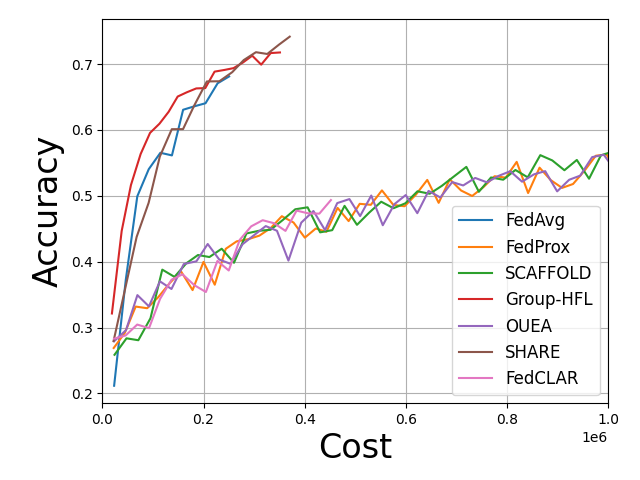 Accuracy
0.7
0.6
0.5
0.4
0.3
0.2
0.0 0.2 0.4 0.6 0.8 1.0
1e6
Cost
FedAvg
FedProx
SCAFFOLD
Group-HFL
OUEA
SHARE
FedCLAR